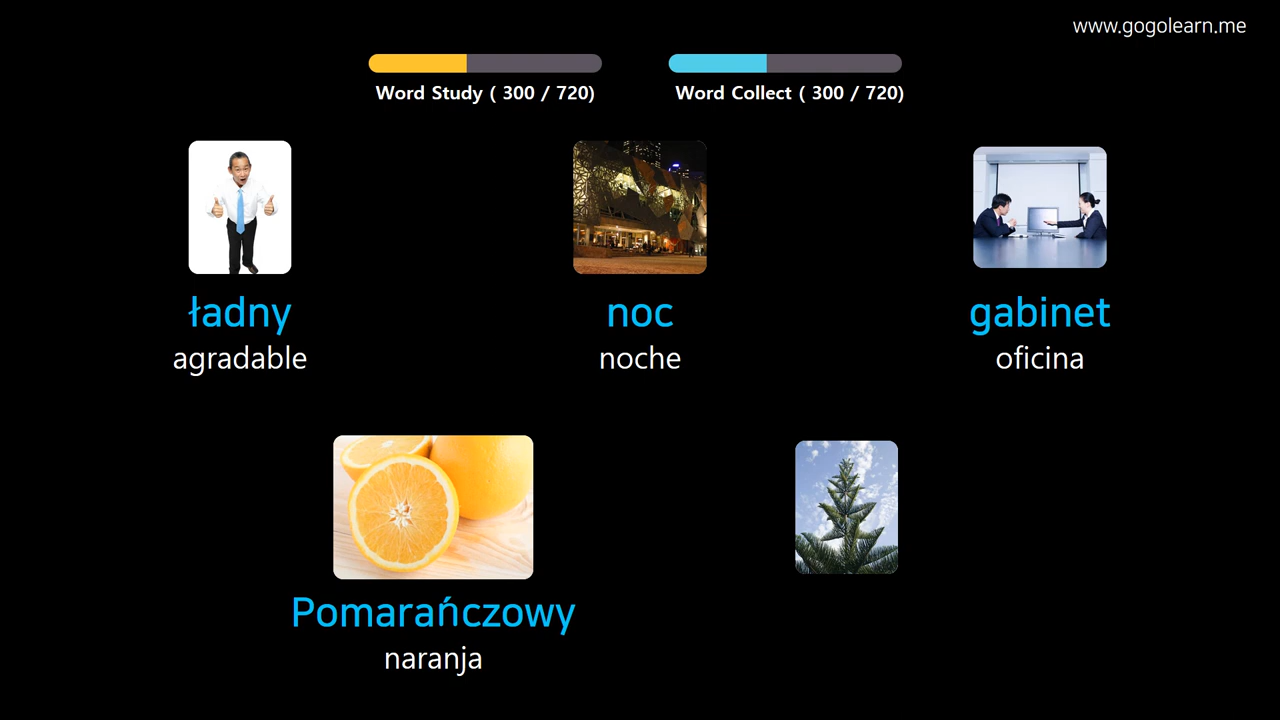 www.gogolearn.me
Word Study ( 300 / 720)
Word Collect ( 300 / 720)
ładny
agradable
noc
noche
gabinet
oficina
Pomarańczowy
naranja